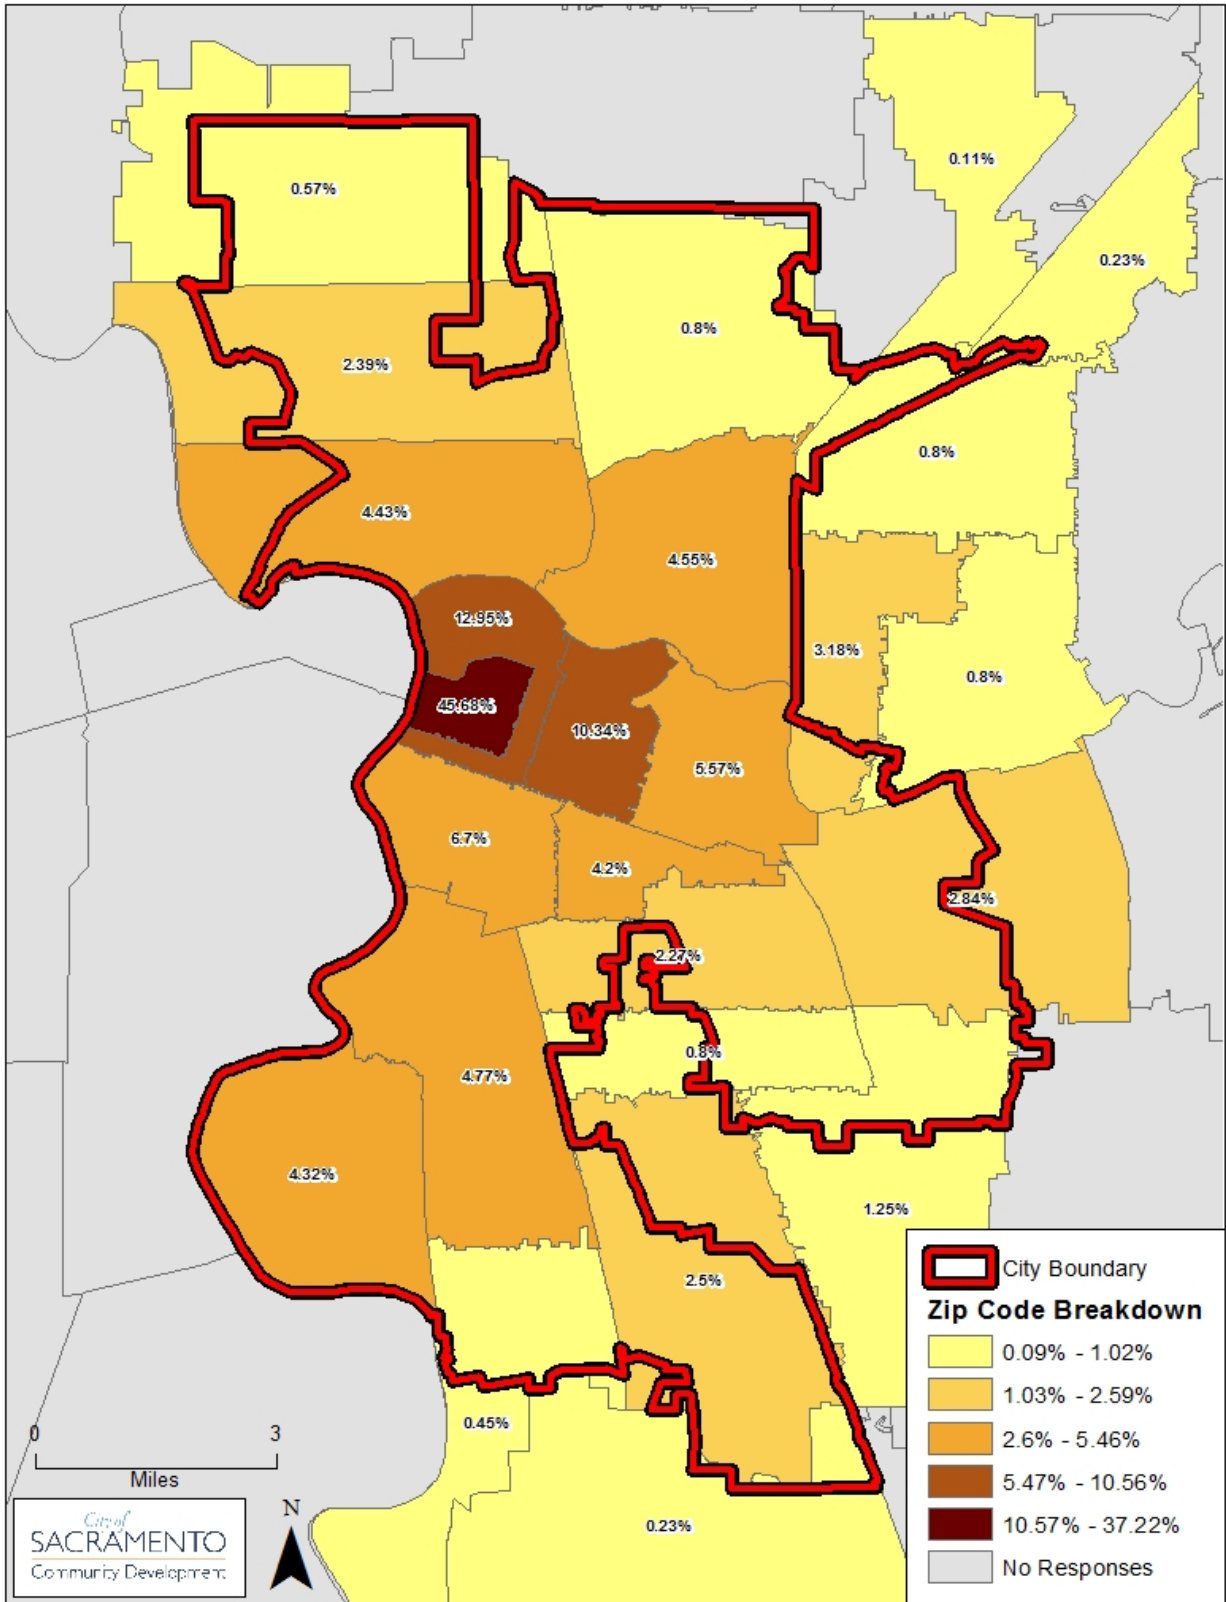 0.11%
0.57%
0.23%
0.8%
2.39%
0.8%
4.43%
4.55%
12.95%
3.18%
0.8%
45.68%
10.34%
5.57%
6.7%
4.2%
2.84%
2.27%
0.8%
4.77%
4.32%
1.25%
2.5%
0.45%
0.23%
City Boundary
Zip Code Breakdown
0.09% - 1.02%
1.03% - 2.59%
2.6% - 5.46%
5.47% - 10.56%
10.57% - 37.22%
No Responses
0 3
Miles
N
City of
SACRAMENTO
Community Development